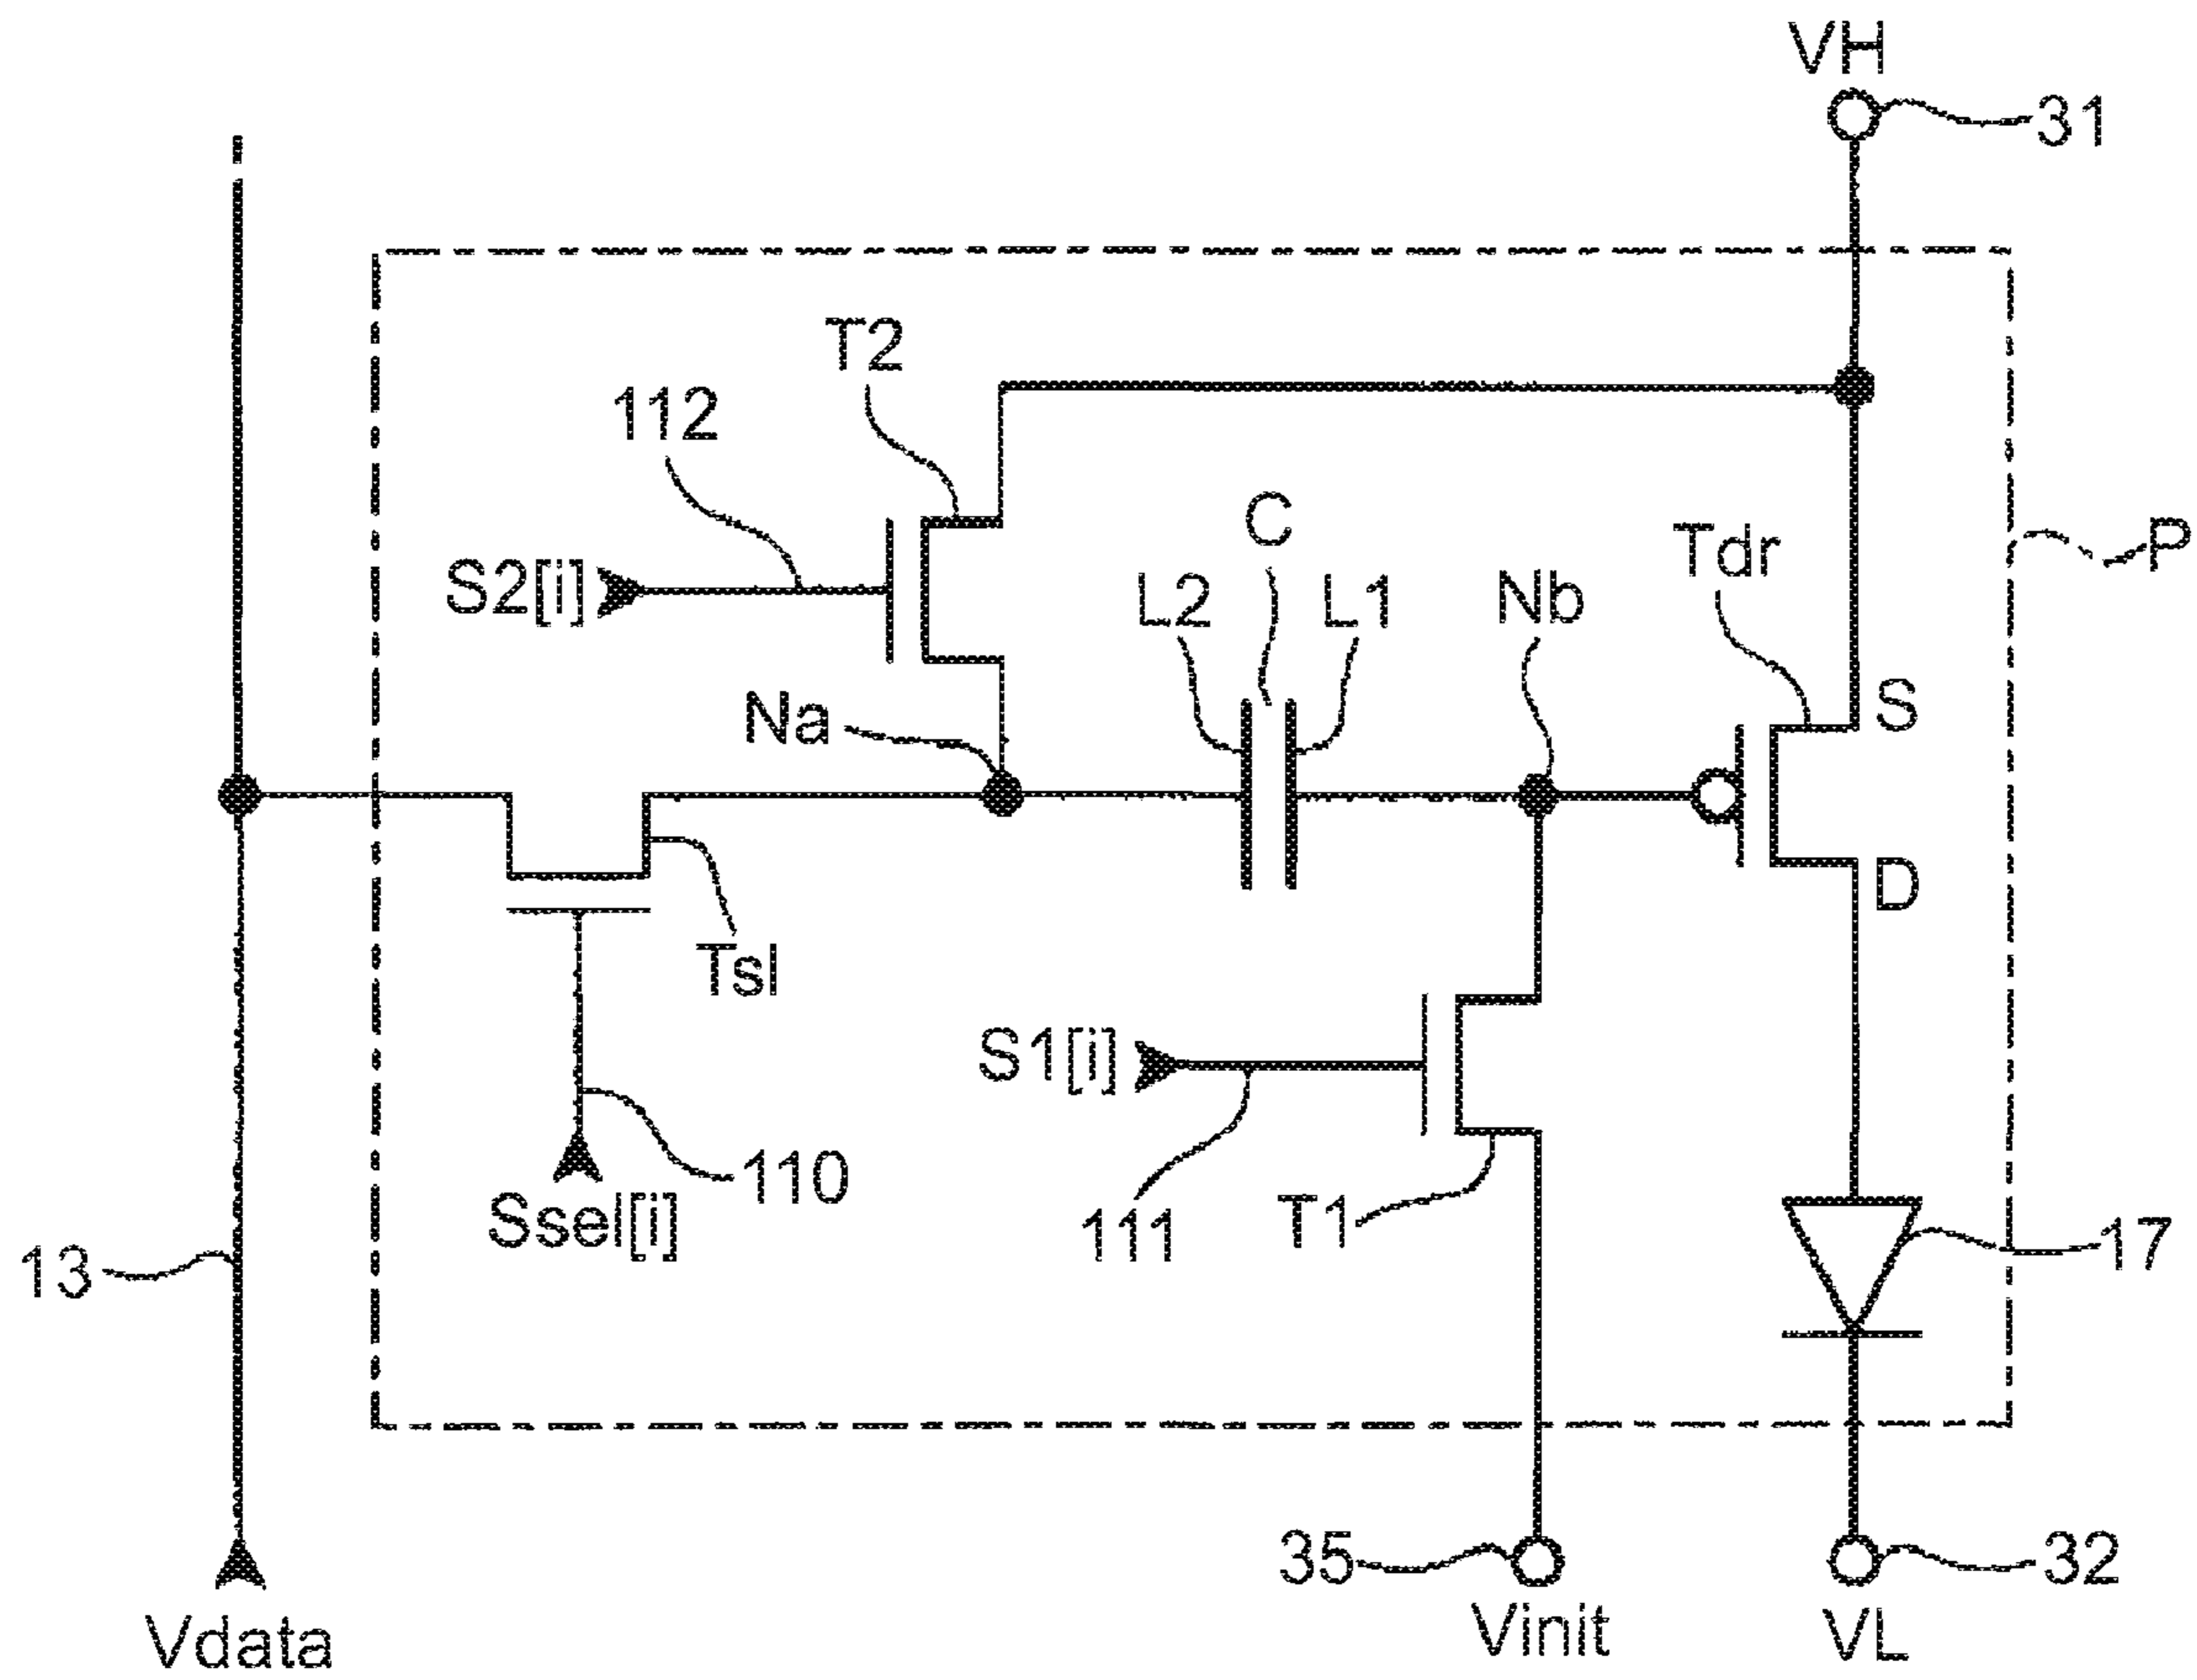 VH
31
T2
112
C
Tdr
P
S2[i]
L2
L1
Nb
Na
S
D
Tsl
S1[i]
110
Ssel[i]
111
T1
13
17
35
32
Vdata
Vinit
VL